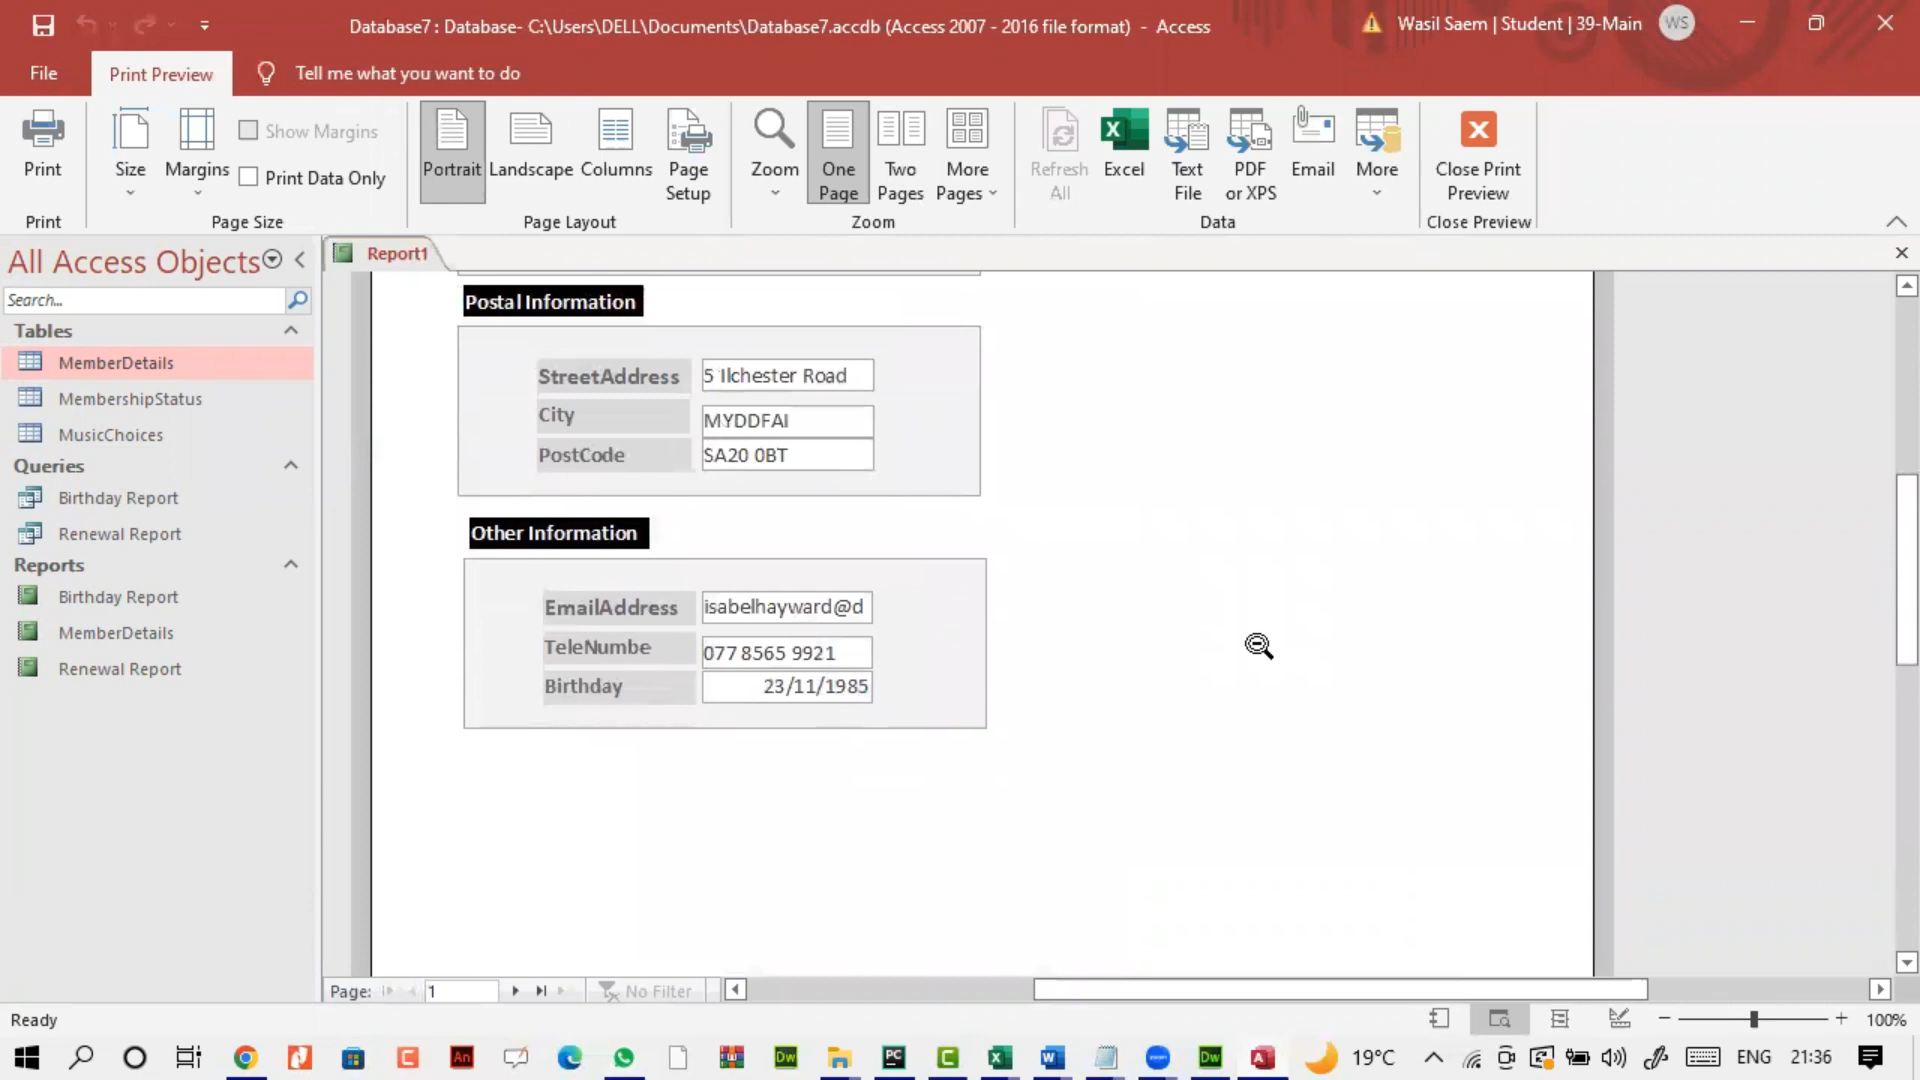 Database7 : Database- C:\Users\DELL\Documents\Database7.accdb (Access 2007 - 2016 file format) - Access
Wasil Saem | Student | 39-Main
WS
File
Print Preview
Tell me what you want to do
Print
Size
Margins
Show Margins
Print Data Only
Portrait
Landscape
Columns
Page Setup
Zoom
One Page
Two Pages
More Pages
Refresh All
Excel
Text File
PDF or XPS
Email
More
Close Print Preview
Print
Page Size
Page Layout
Zoom
Data
Close Preview
All Access Objects
Search...
Tables
MemberDetails
MembershipStatus
MusicChoices
Queries
Birthday Report
Renewal Report
Reports
Birthday Report
MemberDetails
Renewal Report
Report1
Postal Information
StreetAddress 5 Ilchester Road
City MYDDFAI
PostCode SA20 0BT
Other Information
EmailAddress isabelhayward@d
TeleNumbe 077 8565 9921
Birthday 23/11/1985
Page: 1 No Filter
Ready
100%
19°C
ENG
21:36